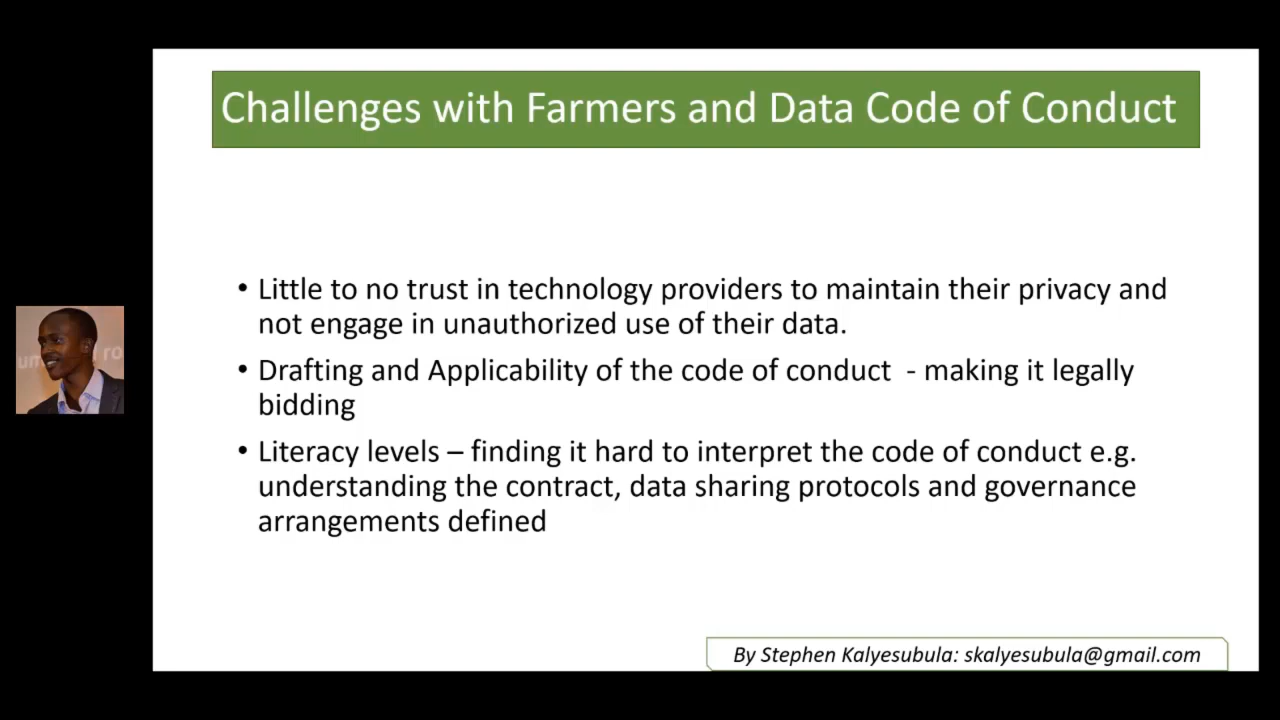 Challenges with Farmers and Data Code of Conduct
• Little to no trust in technology providers to maintain their privacy and
not engage in unauthorized use of their data.
• Drafting and Applicability of the code of conduct  - making it legally
bidding
• Literacy levels – finding it hard to interpret the code of conduct e.g.
understanding the contract, data sharing protocols and governance
arrangements defined
By Stephen Kalyesubula: skalyesubula@gmail.com